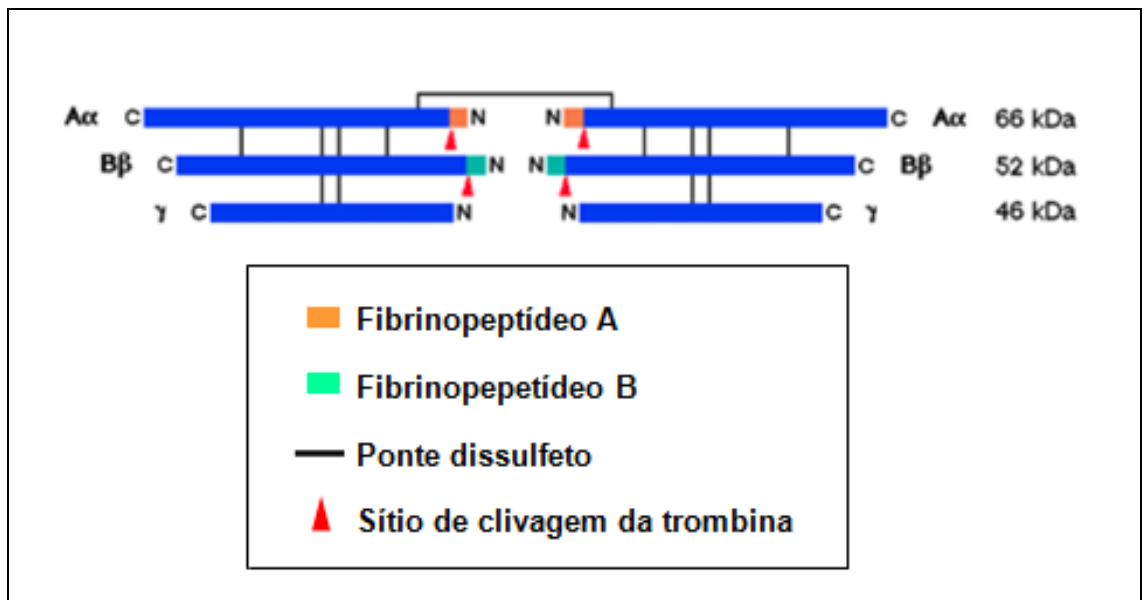 Aα C N N C Aα 66 kDa
Bβ C N N C Bβ 52 kDa
γ C N N C γ 46 kDa
Fibrinopeptídeo A
Fibrinopepetídeo B
Ponte dissulfeto
Sítio de clivagem da trombina